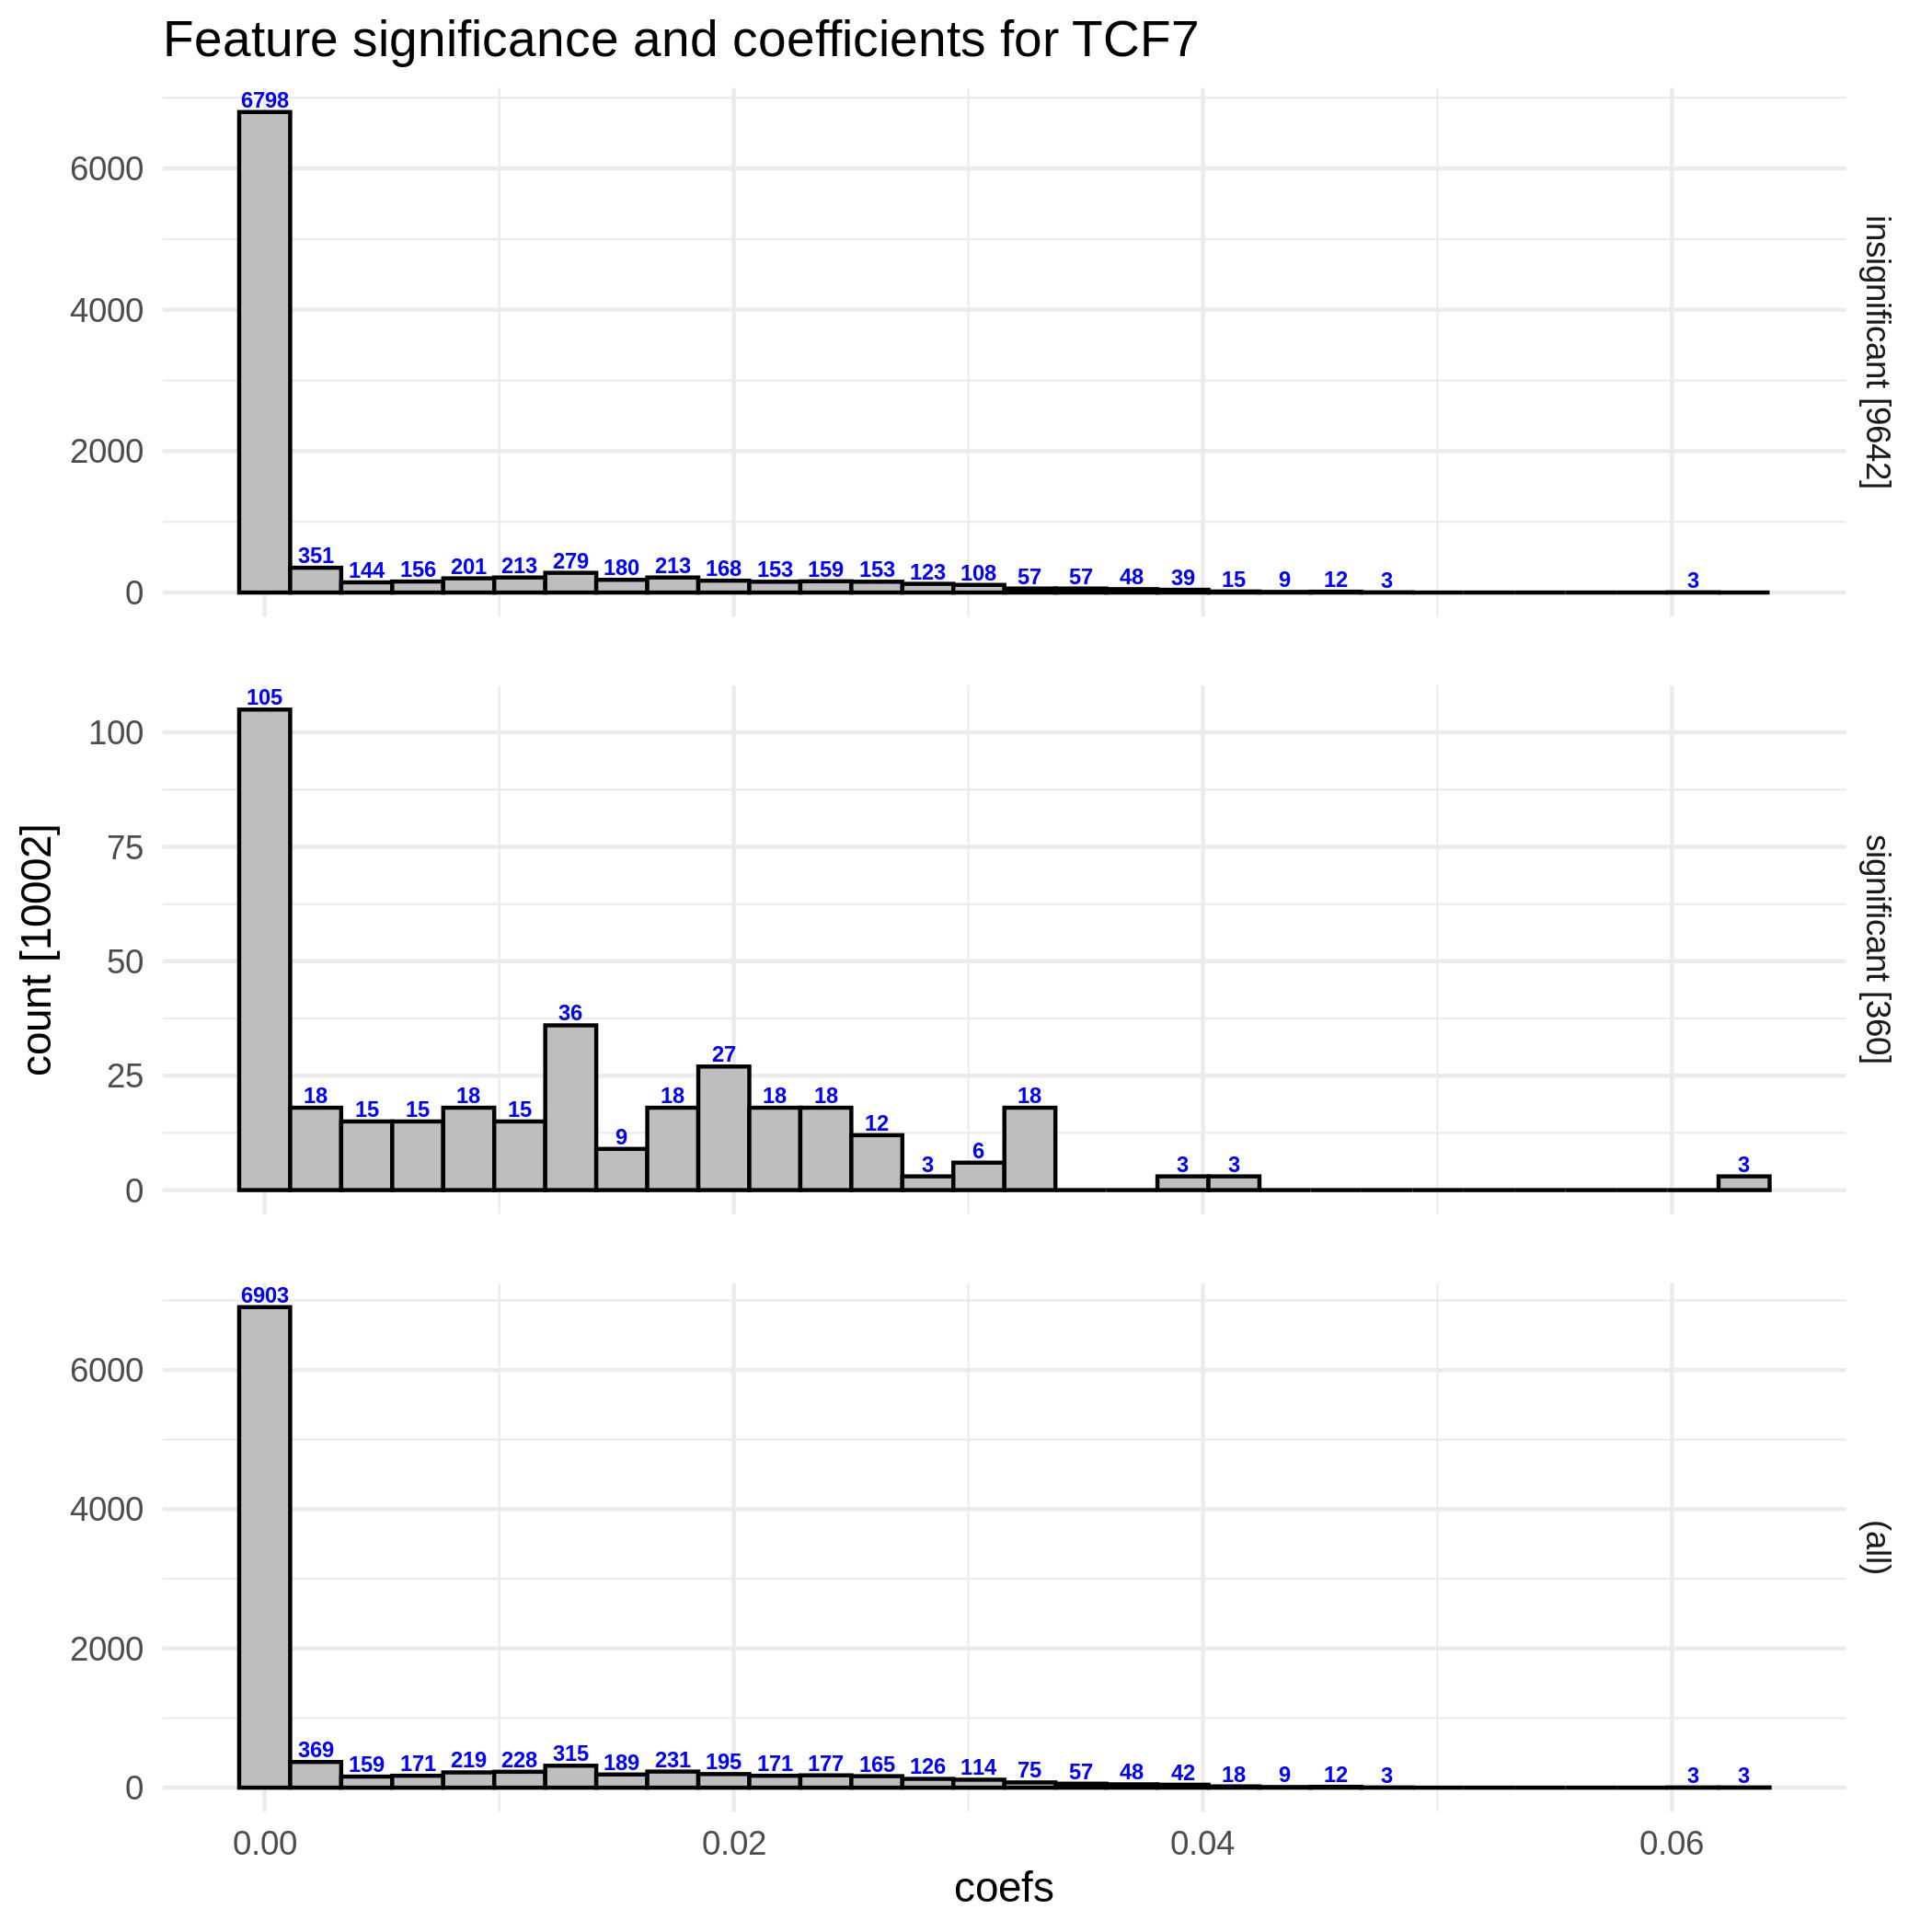 Feature significance and coefficients for TCF7
6798
6000
4000
2000
351 144 156 201 213 279 180 213 168 153 159 153 123 108 57 57 48 39 15 9 12 3 3
0
insignificant [9642]
105
100
75
50
36
27
25
18 15 15 18 15 9 18 18 18 12 3 6 18 3 3 3
0
significant [360]
count [10002]
6903
6000
4000
2000
369 159 171 219 228 315 189 231 195 171 177 165 126 114 75 57 48 42 18 9 12 3 3 3
0
(all)
0.00 0.02 0.04 0.06
coefs